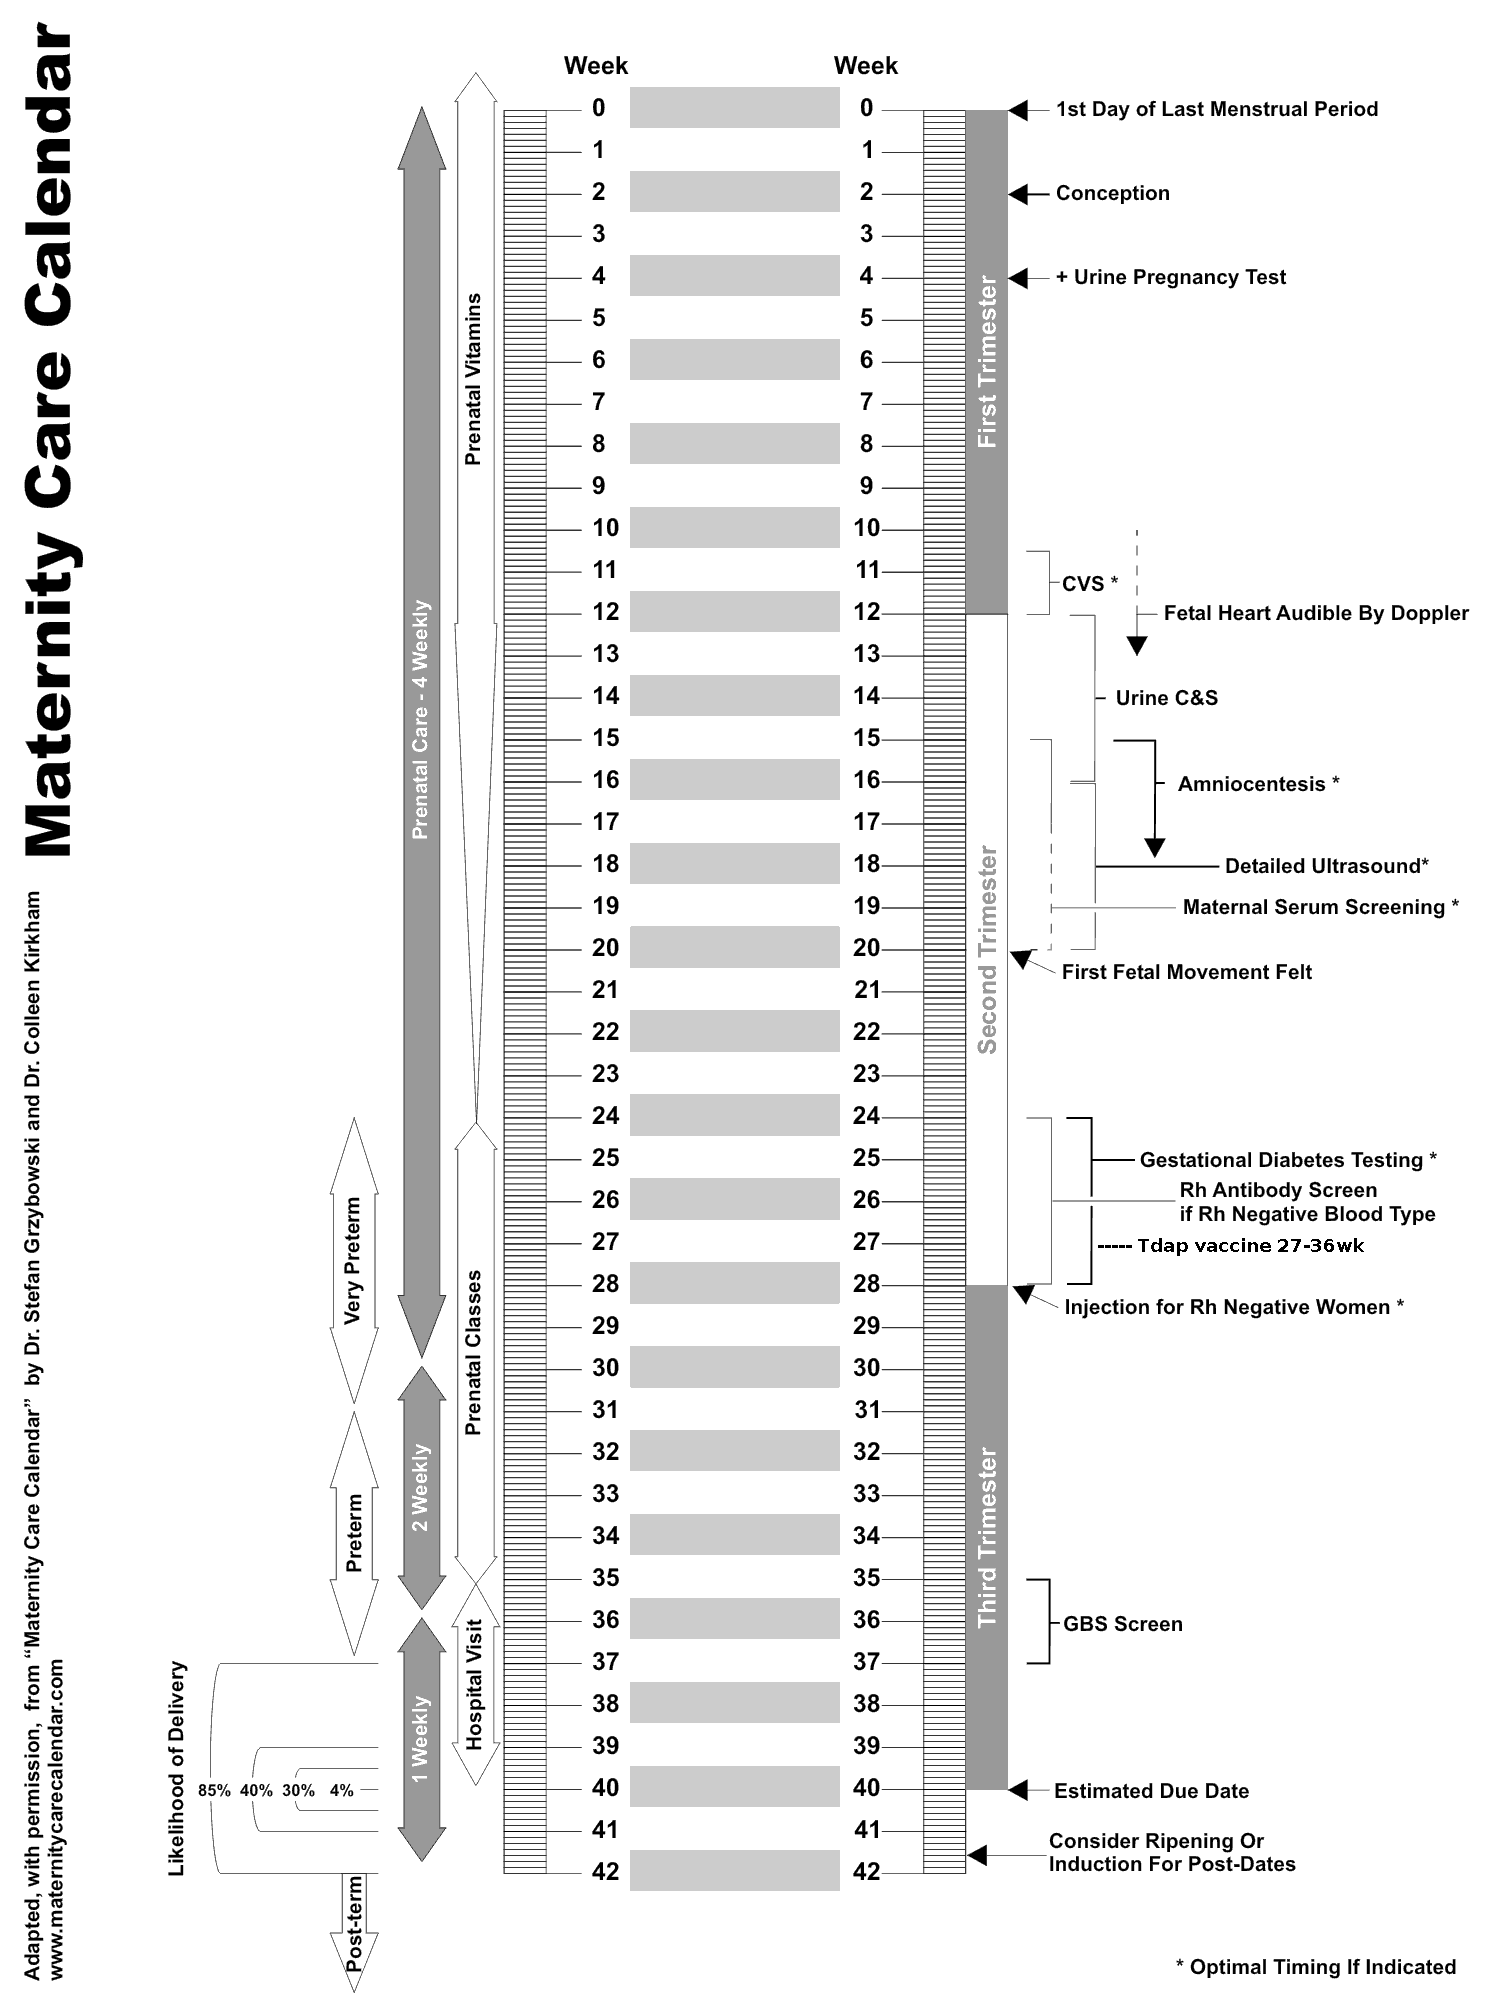 Maternity Care Calendar
Adapted, with permission, from “Maternity Care Calendar” by Dr. Stefan Grzybowski and Dr. Colleen Kirkham
www.maternitycarecalendar.com
Likelihood of Delivery
85% 40% 30% 4%
Very Preterm
Preterm
Post-term
Prenatal Care - 4 Weekly
2 Weekly
1 Weekly
Prenatal Vitamins
Prenatal Classes
Hospital Visit
Week Week
0 0
1 1
2 2
3 3
4 4
5 5
6 6
7 7
8 8
9 9
10 10
11 11
12 12
13 13
14 14
15 15
16 16
17 17
18 18
19 19
20 20
21 21
22 22
23 23
24 24
25 25
26 26
27 27
28 28
29 29
30 30
31 31
32 32
33 33
34 34
35 35
36 36
37 37
38 38
39 39
40 40
41 41
42 42
First Trimester
Second Trimester
Third Trimester
1st Day of Last Menstrual Period
Conception
+ Urine Pregnancy Test
CVS *
Fetal Heart Audible By Doppler
Urine C&S
Amniocentesis *
Detailed Ultrasound*
Maternal Serum Screening *
First Fetal Movement Felt
Gestational Diabetes Testing *
Rh Antibody Screen
if Rh Negative Blood Type
----- Tdap vaccine 27-36wk
Injection for Rh Negative Women *
GBS Screen
Estimated Due Date
Consider Ripening Or
Induction For Post-Dates
* Optimal Timing If Indicated